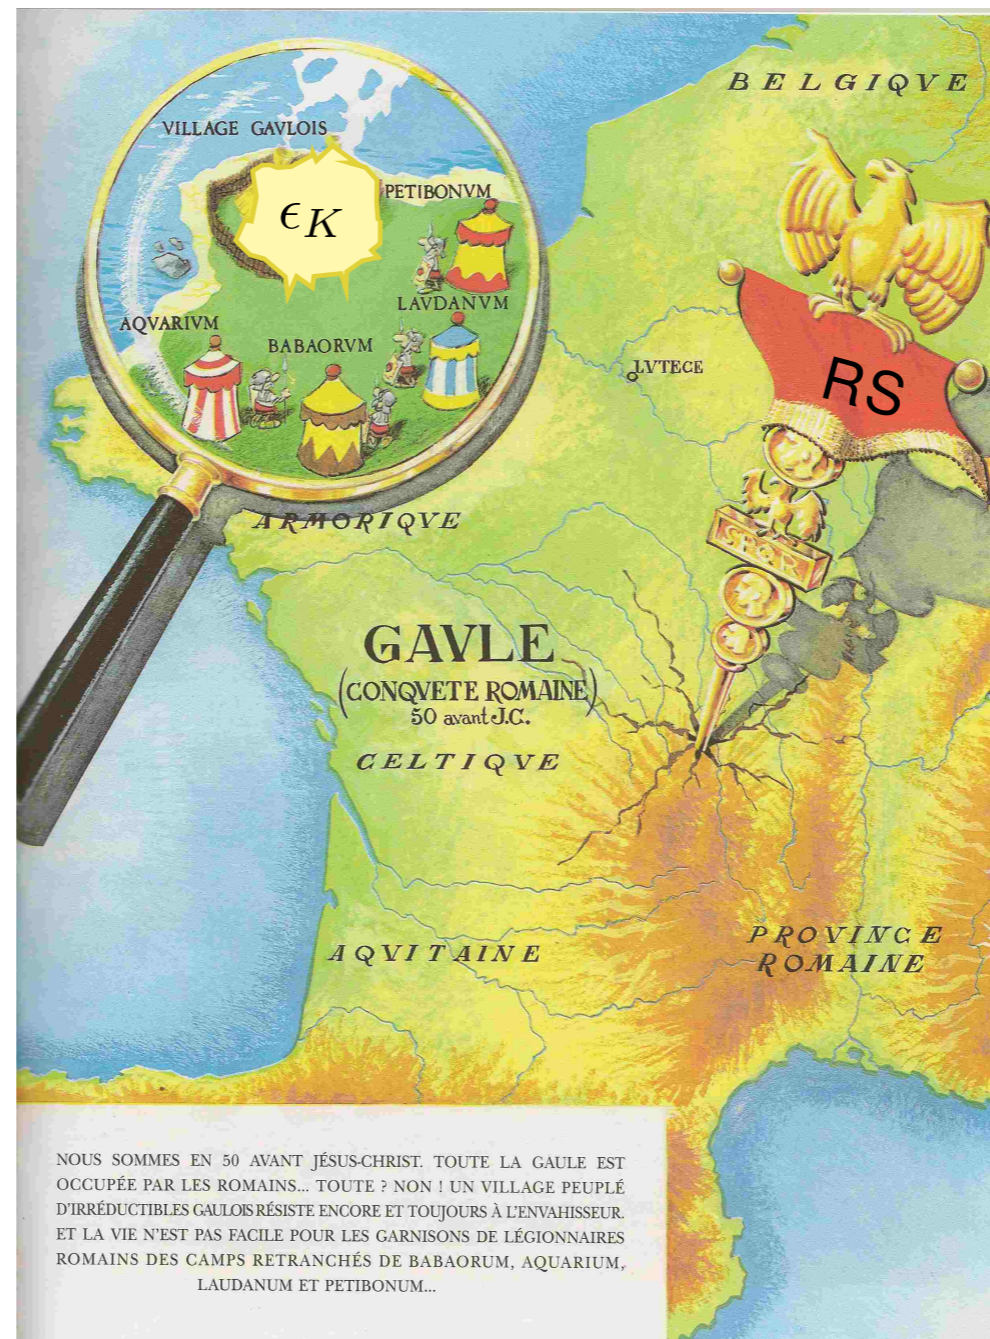 BELGIQVE
VILLAGE GAVLOIS
ϵK
PETIBONVM
LAVDANVM
AQVARIVM
BABAORVM
LVTECE
RS
ARMORIQVE
SPQR
GAVLE
(CONQVETE ROMAINE)
50 avant J.C.
CELTIQVE
PROVINCE
ROMAINE
AQVITAINE
NOUS SOMMES EN 50 AVANT JÉSUS-CHRIST. TOUTE LA GAULE EST
OCCUPÉE PAR LES ROMAINS... TOUTE ? NON ! UN VILLAGE PEUPLÉ
D'IRRÉDUCTIBLES GAULOIS RÉSISTE ENCORE ET TOUJOURS À L'ENVAHISSEUR.
ET LA VIE N'EST PAS FACILE POUR LES GARNISONS DE LÉGIONNAIRES
ROMAINS DES CAMPS RETRANCHÉS DE BABAORUM, AQUARIUM,
LAUDANUM ET PETIBONUM...